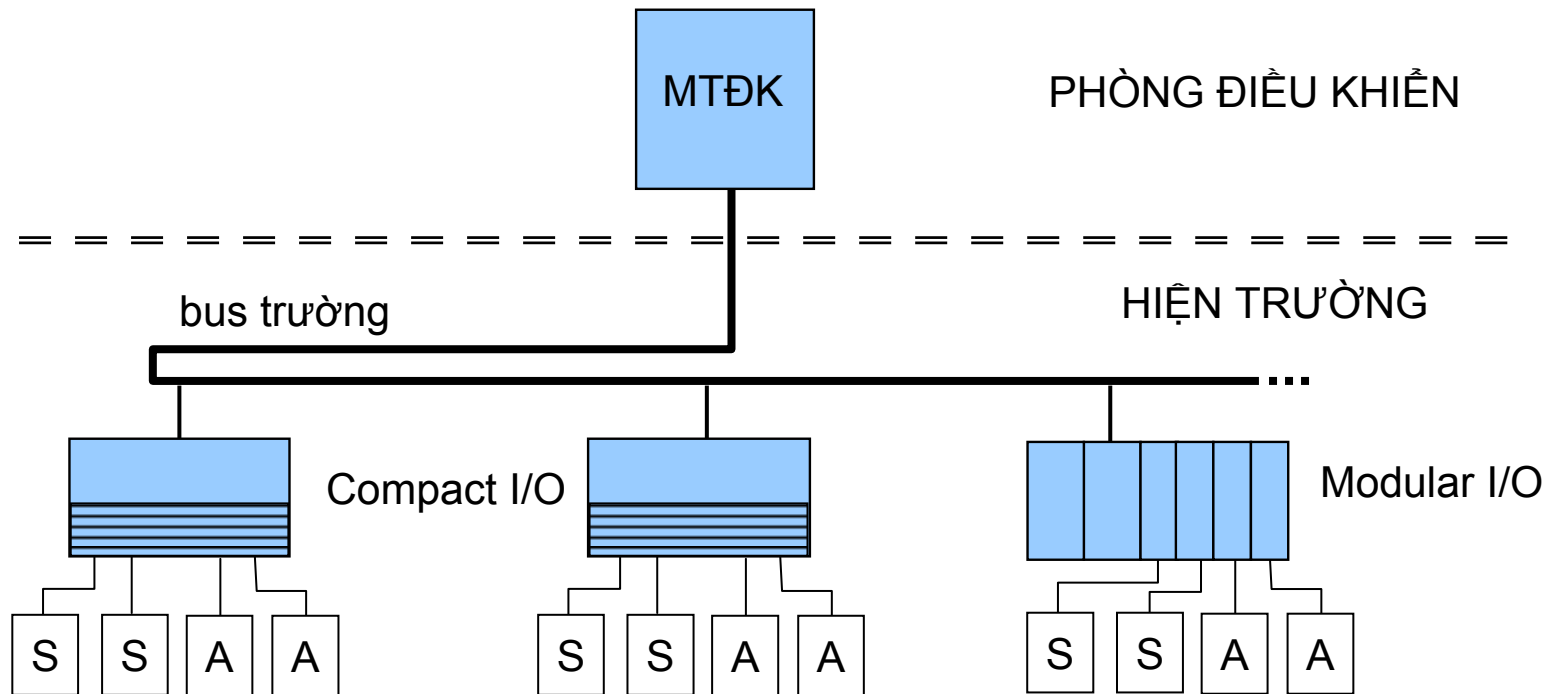 MTĐK
PHÒNG ĐIỀU KHIỂN
bus trường
HIỆN TRƯỜNG
Compact I/O
Modular I/O
S S A A
S S A A
S S A A